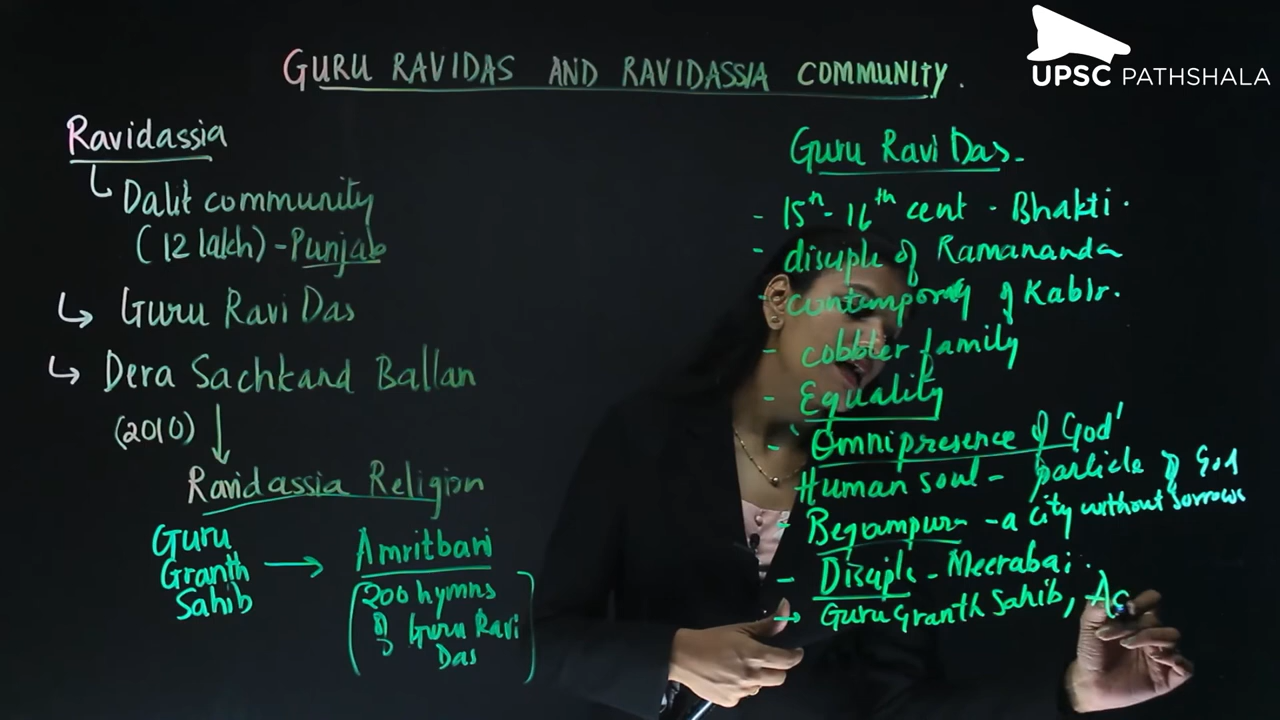 GURU RAVIDAS AND RAVIDASSIA COMMUNITY.
UPSC PATHSHALA
Ravidassia
Dalit community
(12 lakh) - Punjab
Guru Ravi Das
Dera Sachkand Ballan
(2010)
Ravidassia Religion
Guru
Granth
Sahib
Amritbani
200 hymns
of Guru Ravi
Das
Guru Ravi Das -
- 15th - 16th cent - Bhakti.
- disciple of Ramananda
- contemporary of Kabir.
- cobbler family
- Equality
- 'Omnipresence of God'
Human soul - particle of God
- Begampura - a city without sorrows
- Disciple - Meerabai.
→ Guru Granth Sahib, A